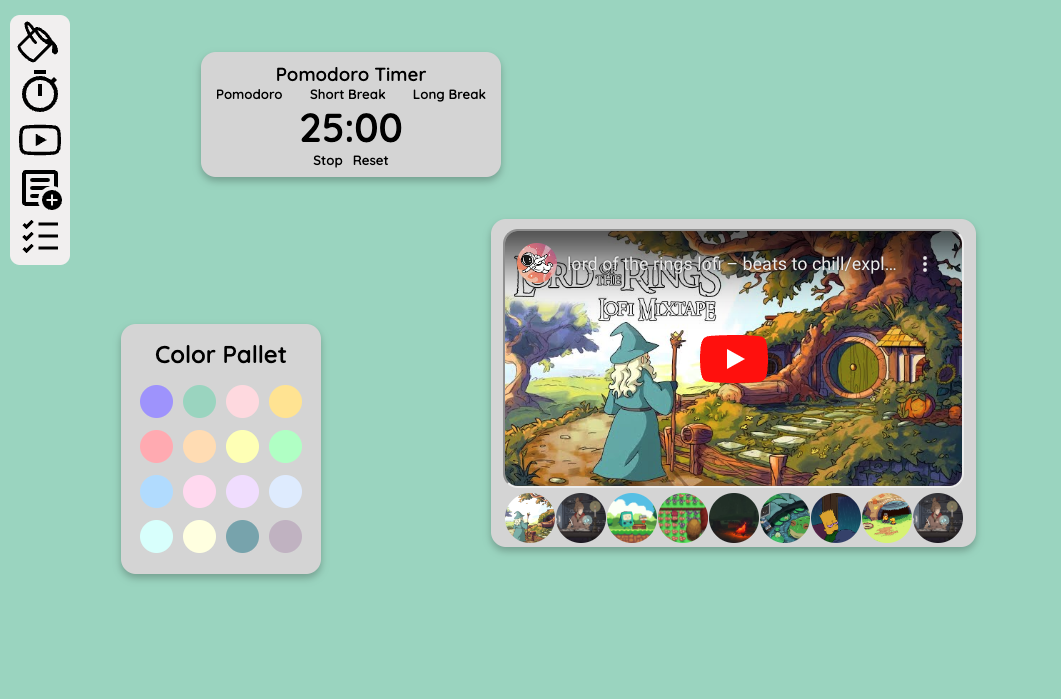 Pomodoro Timer
Pomodoro Short Break Long Break
25:00
Stop Reset
lord of the rings lofi – beats to chill/expl...
LORD OF THE RINGS
LOFI MIXTAPE
Color Pallet